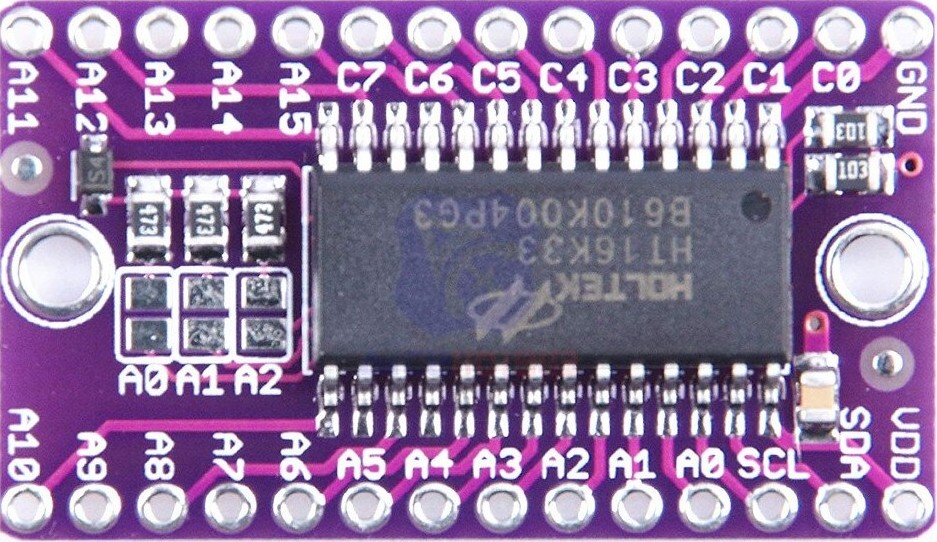 GND
VDD
SDA
C0
103
103
C1
SCL
C2
A0
C3
A1
C4
A2
C5
A3
C6
A4
C7
A5
HOLTEK
HT16K33
B610K004PG3
A15
A6
473
A2
A14
A7
473
A1
A13
A8
473
A0
A12
S4
A9
A11
A10